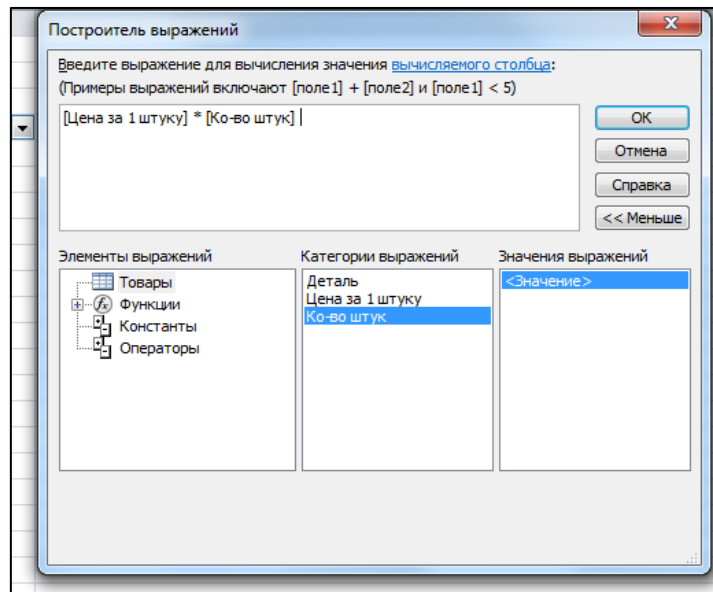 Построитель выражений
Введите выражение для вычисления значения вычисляемого столбца:
(Примеры выражений включают [поле1] + [поле2] и [поле1] < 5)
[Цена за 1 штуку] * [Ко-во штук]
ОК
Отмена
Справка
<< Меньше
Элементы выражений
Категории выражений
Значения выражений
Товары
Функции
Константы
Операторы
Деталь
Цена за 1 штуку
Ко-во штук
<Значение>